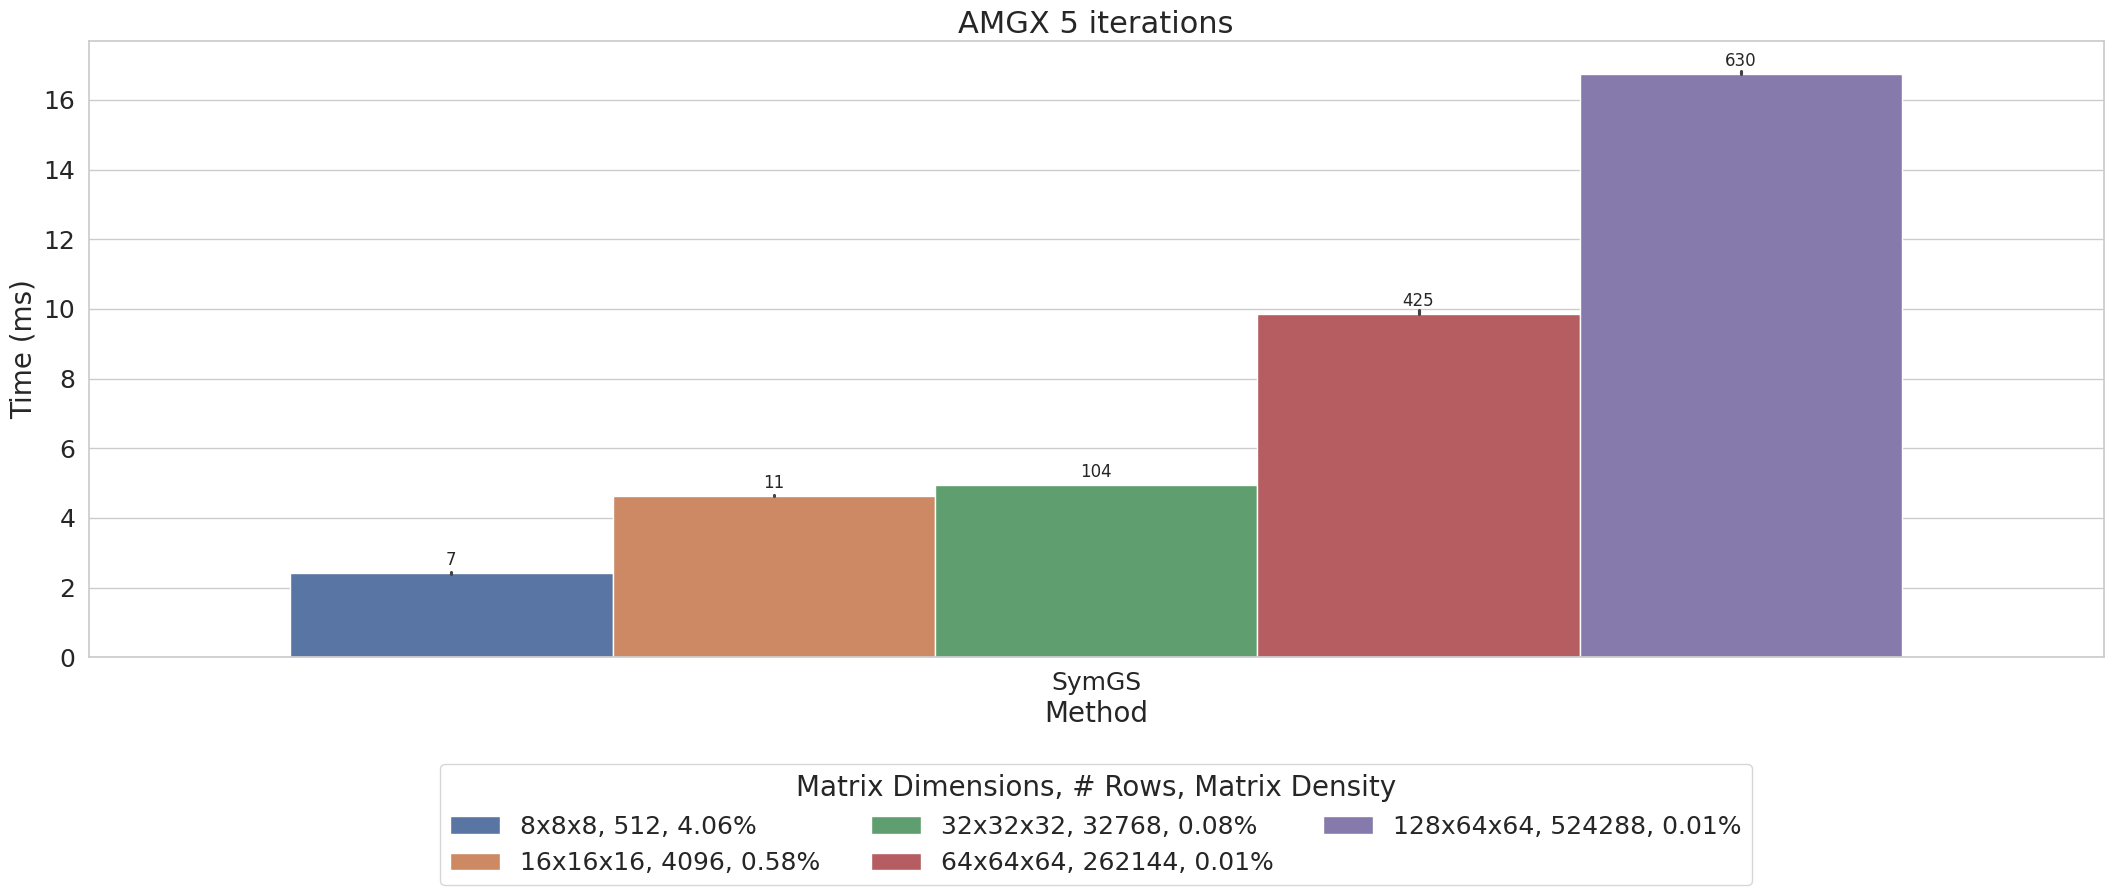 AMGX 5 iterations
Time (ms)
16
14
12
10
8
6
4
2
0
7
11
104
425
630
SymGS
Method
Matrix Dimensions, # Rows, Matrix Density
8x8x8, 512, 4.06%
16x16x16, 4096, 0.58%
32x32x32, 32768, 0.08%
64x64x64, 262144, 0.01%
128x64x64, 524288, 0.01%